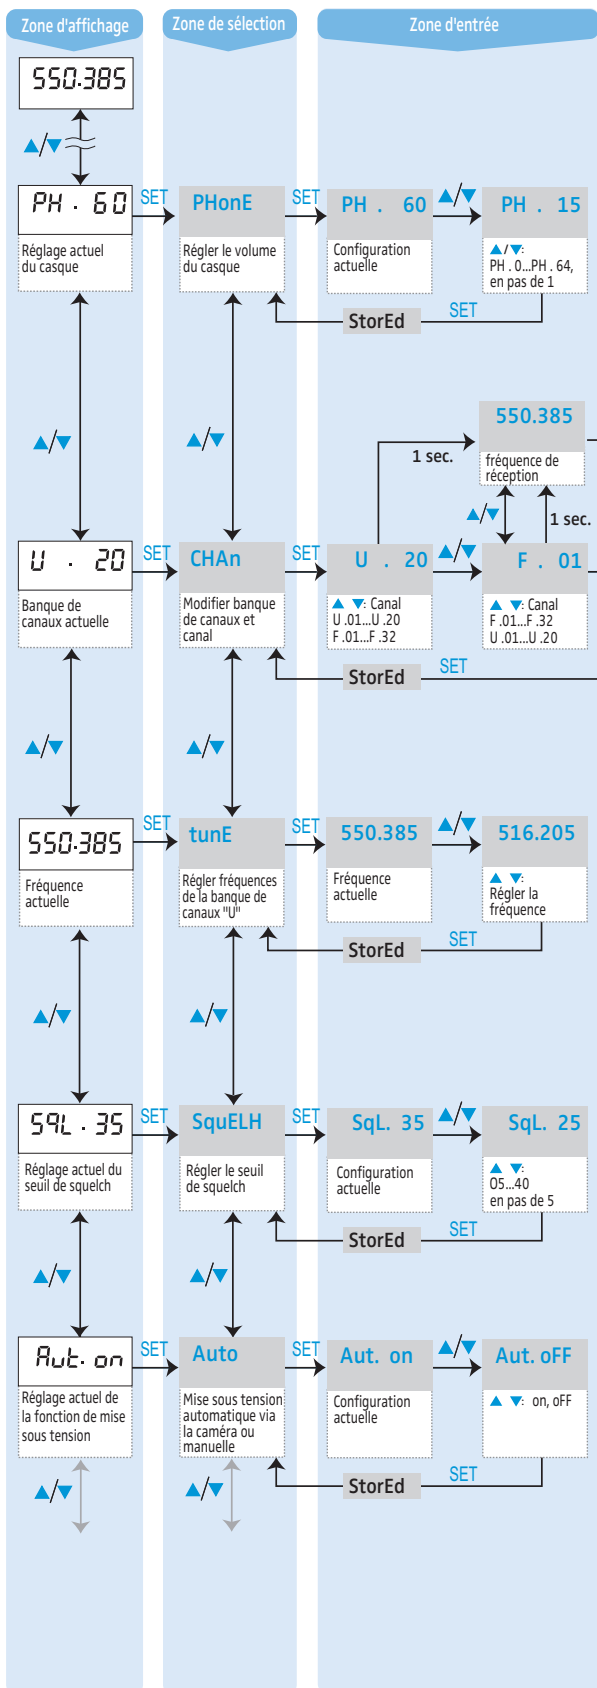 Zone d'affichage
Zone de sélection
Zone d'entrée
550.385
▲/▼
PH . 60
SET
PHonE
SET
PH . 60
▲/▼
PH . 15
Réglage actuel
du casque
Régler le volume
du casque
Configuration
actuelle
▲/▼:
PH . 0...PH . 64,
en pas de 1
StorEd
SET
▲/▼
▲/▼
550.385
1 sec.
fréquence de
réception
▲/▼
1 sec.
U . 20
SET
CHAn
SET
U . 20
▲/▼
F . 01
Banque de
canaux actuelle
Modifier banque
de canaux et
canal
▲ ▼: Canal
U .01...U .20
F .01...F .32
▲ ▼: Canal
F .01...F .32
U .01...U .20
StorEd
SET
▲/▼
▲/▼
550.385
SET
tunE
SET
550.385
▲/▼
516.205
Fréquence
actuelle
Régler fréquences
de la banque de
canaux "U"
Fréquence
actuelle
▲ ▼:
Régler la
fréquence
StorEd
SET
▲/▼
▲/▼
SqL . 35
SET
SquELH
SET
SqL. 35
▲/▼
SqL. 25
Réglage actuel du
seuil de squelch
Régler le seuil
de squelch
Configuration
actuelle
▲ ▼:
05...40
en pas de 5
StorEd
SET
▲/▼
▲/▼
Aut. on
SET
Auto
SET
Aut. on
▲/▼
Aut. oFF
Réglage actuel de
la fonction de mise
sous tension
Mise sous tension
automatique via
la caméra ou
manuelle
Configuration
actuelle
▲ ▼: on, oFF
StorEd
SET
▲/▼
▲/▼